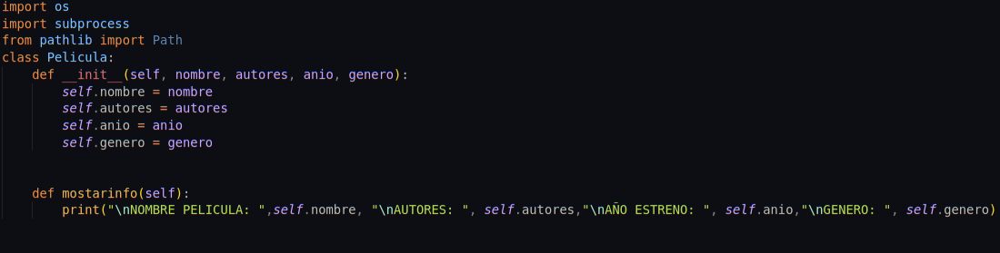 import os
import subprocess
from pathlib import Path
class Pelicula:
    def __init__(self, nombre, autores, anio, genero):
        self.nombre = nombre
        self.autores = autores
        self.anio = anio
        self.genero = genero
    def mostarinfo(self):
        print("\nNOMBRE PELICULA: ",self.nombre, "\nAUTORES: ", self.autores,"\nAÑO ESTRENO: ", self.anio,"\nGENERO: ", self.genero)